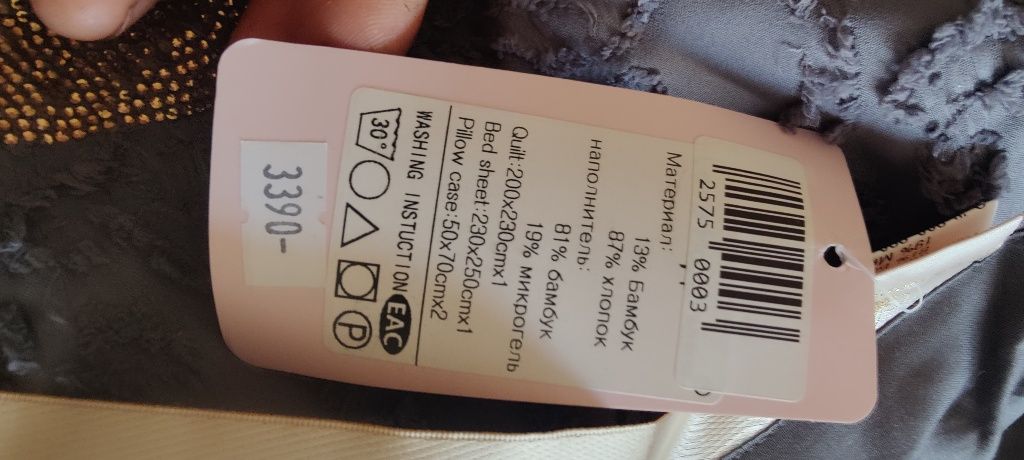 2575 0003
Материал:
13% Бамбук
87% хлопок
наполнитель:
81% бамбук
19% микрогель
Quilt:200x230cmx1
Bed sheet:230x250cmx1
Pillow case:50x70cmx2
WASHING INSTUCTION EAC
30°
P
3390-